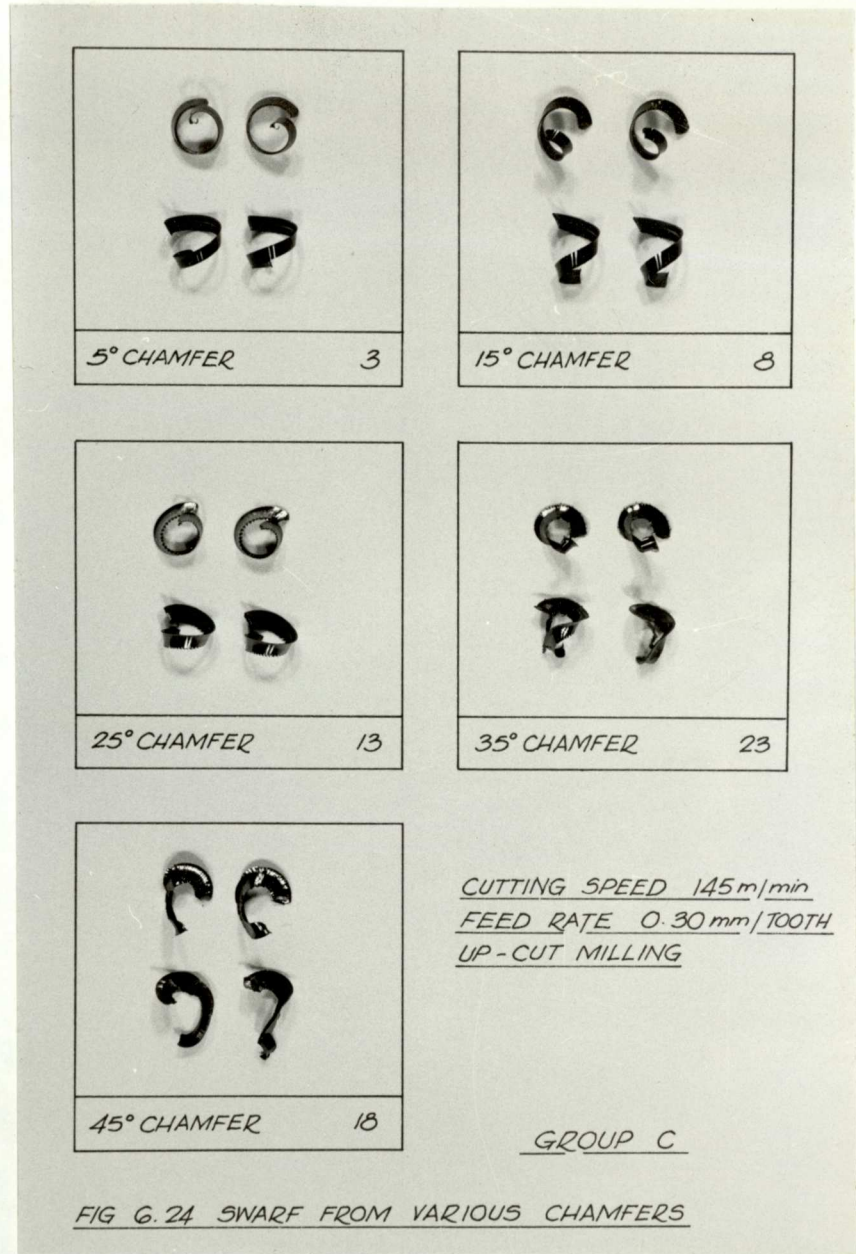 5° CHAMFER 3
15° CHAMFER 8
25° CHAMFER 13
35° CHAMFER 23
45° CHAMFER 18
CUTTING SPEED 145 m/min
FEED RATE 0.30 mm/TOOTH
UP-CUT MILLING
GROUP C
FIG 6.24 SWARF FROM VARIOUS CHAMFERS